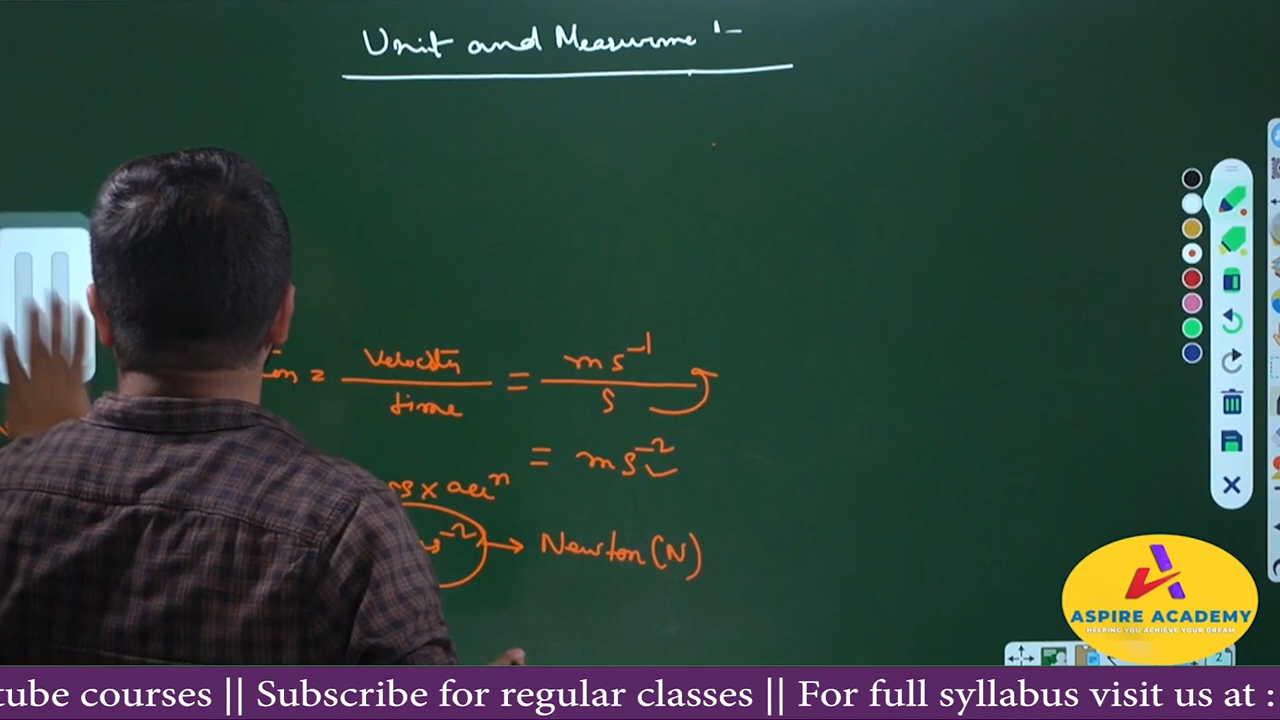 Unit and Measurme
velocity
time
=
m s⁻¹
s
= ms⁻²
× accⁿ
→ Newton (N)
ASPIRE ACADEMY
HELPING YOU ACHIEVE YOUR DREAM
tube courses || Subscribe for regular classes || For full syllabus visit us at :